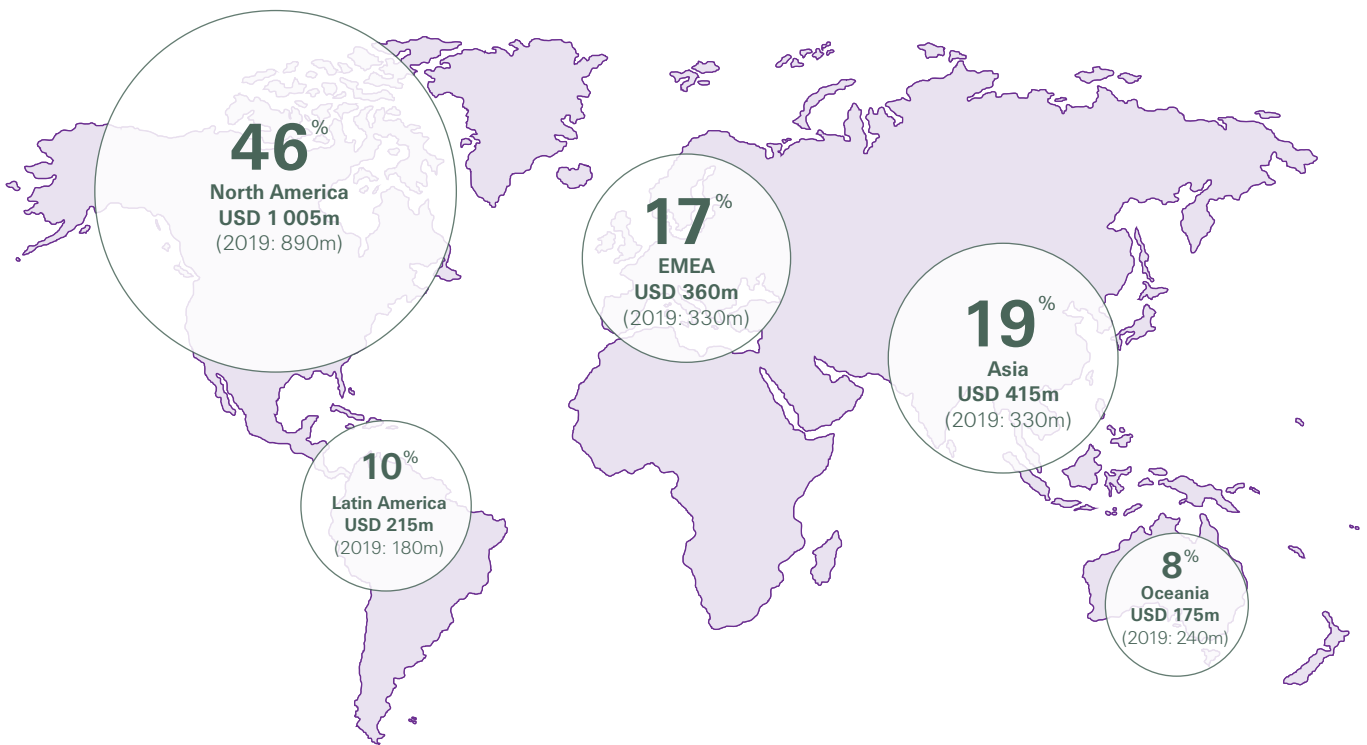 46%
North America
USD 1 005m
(2019: 890m)
17%
EMEA
USD 360m
(2019: 330m)
19%
Asia
USD 415m
(2019: 330m)
10%
Latin America
USD 215m
(2019: 180m)
8%
Oceania
USD 175m
(2019: 240m)